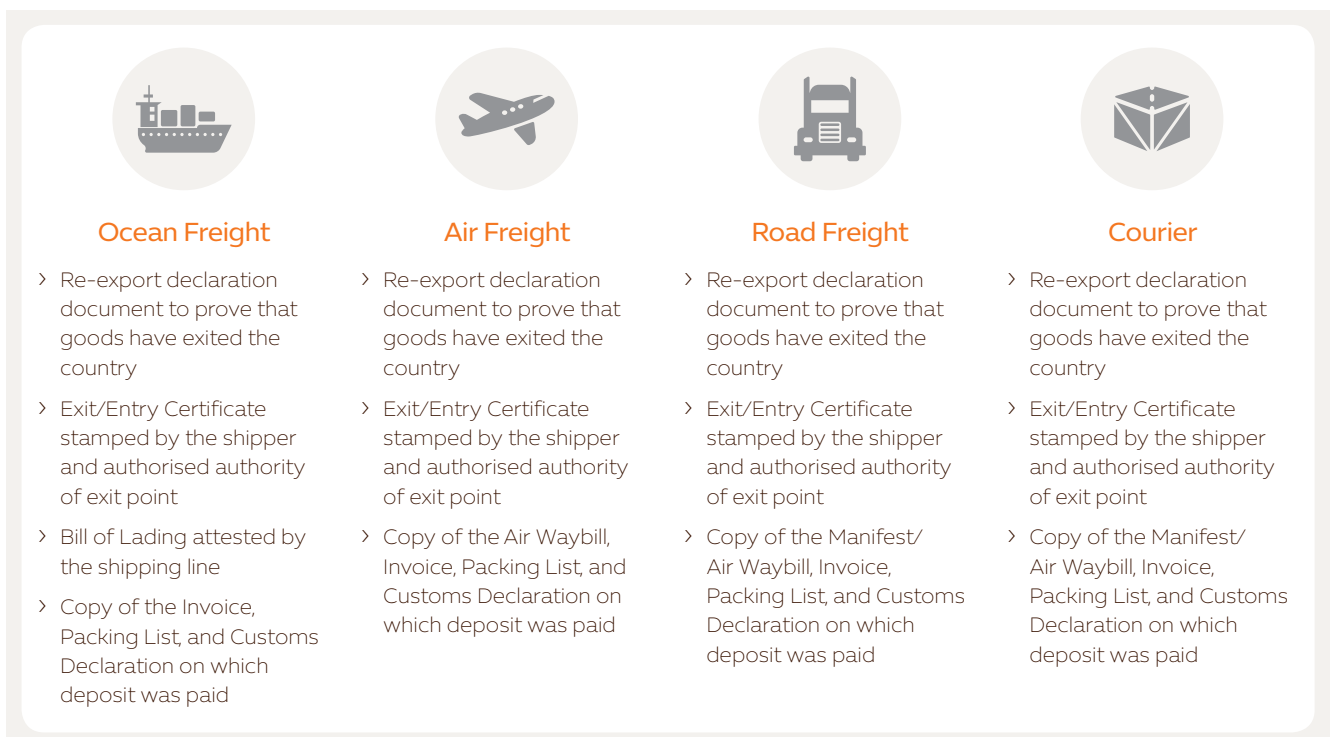 Ocean Freight
› Re-export declaration
document to prove that
goods have exited the
country
› Exit/Entry Certificate
stamped by the shipper
and authorised authority
of exit point
› Bill of Lading attested by
the shipping line
› Copy of the Invoice,
Packing List, and Customs
Declaration on which
deposit was paid
Air Freight
› Re-export declaration
document to prove that
goods have exited the
country
› Exit/Entry Certificate
stamped by the shipper
and authorised authority
of exit point
› Copy of the Air Waybill,
Invoice, Packing List, and
Customs Declaration on
which deposit was paid
Road Freight
› Re-export declaration
document to prove that
goods have exited the
country
› Exit/Entry Certificate
stamped by the shipper
and authorised authority
of exit point
› Copy of the Manifest/
Air Waybill, Invoice,
Packing List, and Customs
Declaration on which
deposit was paid
Courier
› Re-export declaration
document to prove that
goods have exited the
country
› Exit/Entry Certificate
stamped by the shipper
and authorised authority
of exit point
› Copy of the Manifest/
Air Waybill, Invoice,
Packing List, and Customs
Declaration on which
deposit was paid